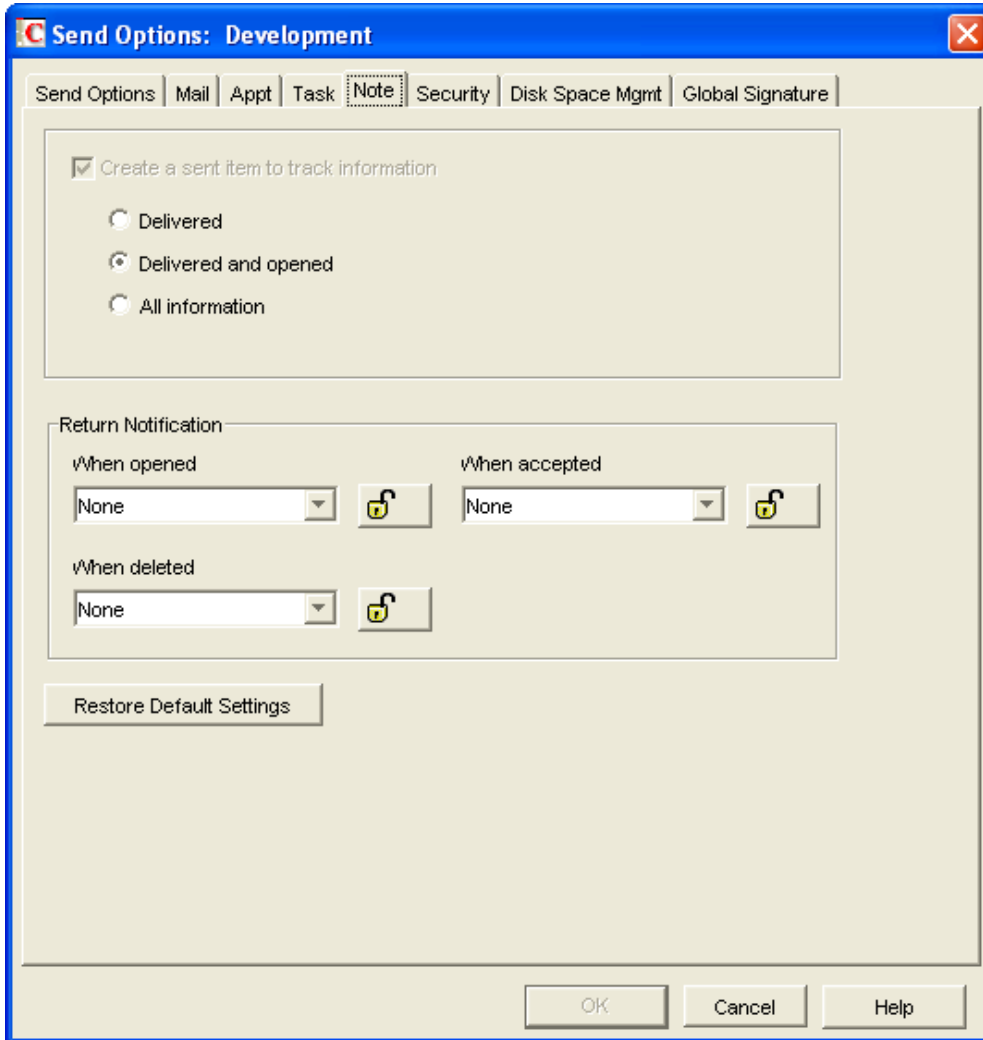 Send Options: Development
Send Options Mail Appt Task Note Security Disk Space Mgmt Global Signature
Create a sent item to track information
Delivered
Delivered and opened
All information
Return Notification
When opened When accepted
None None
When deleted
None
Restore Default Settings
OK Cancel Help